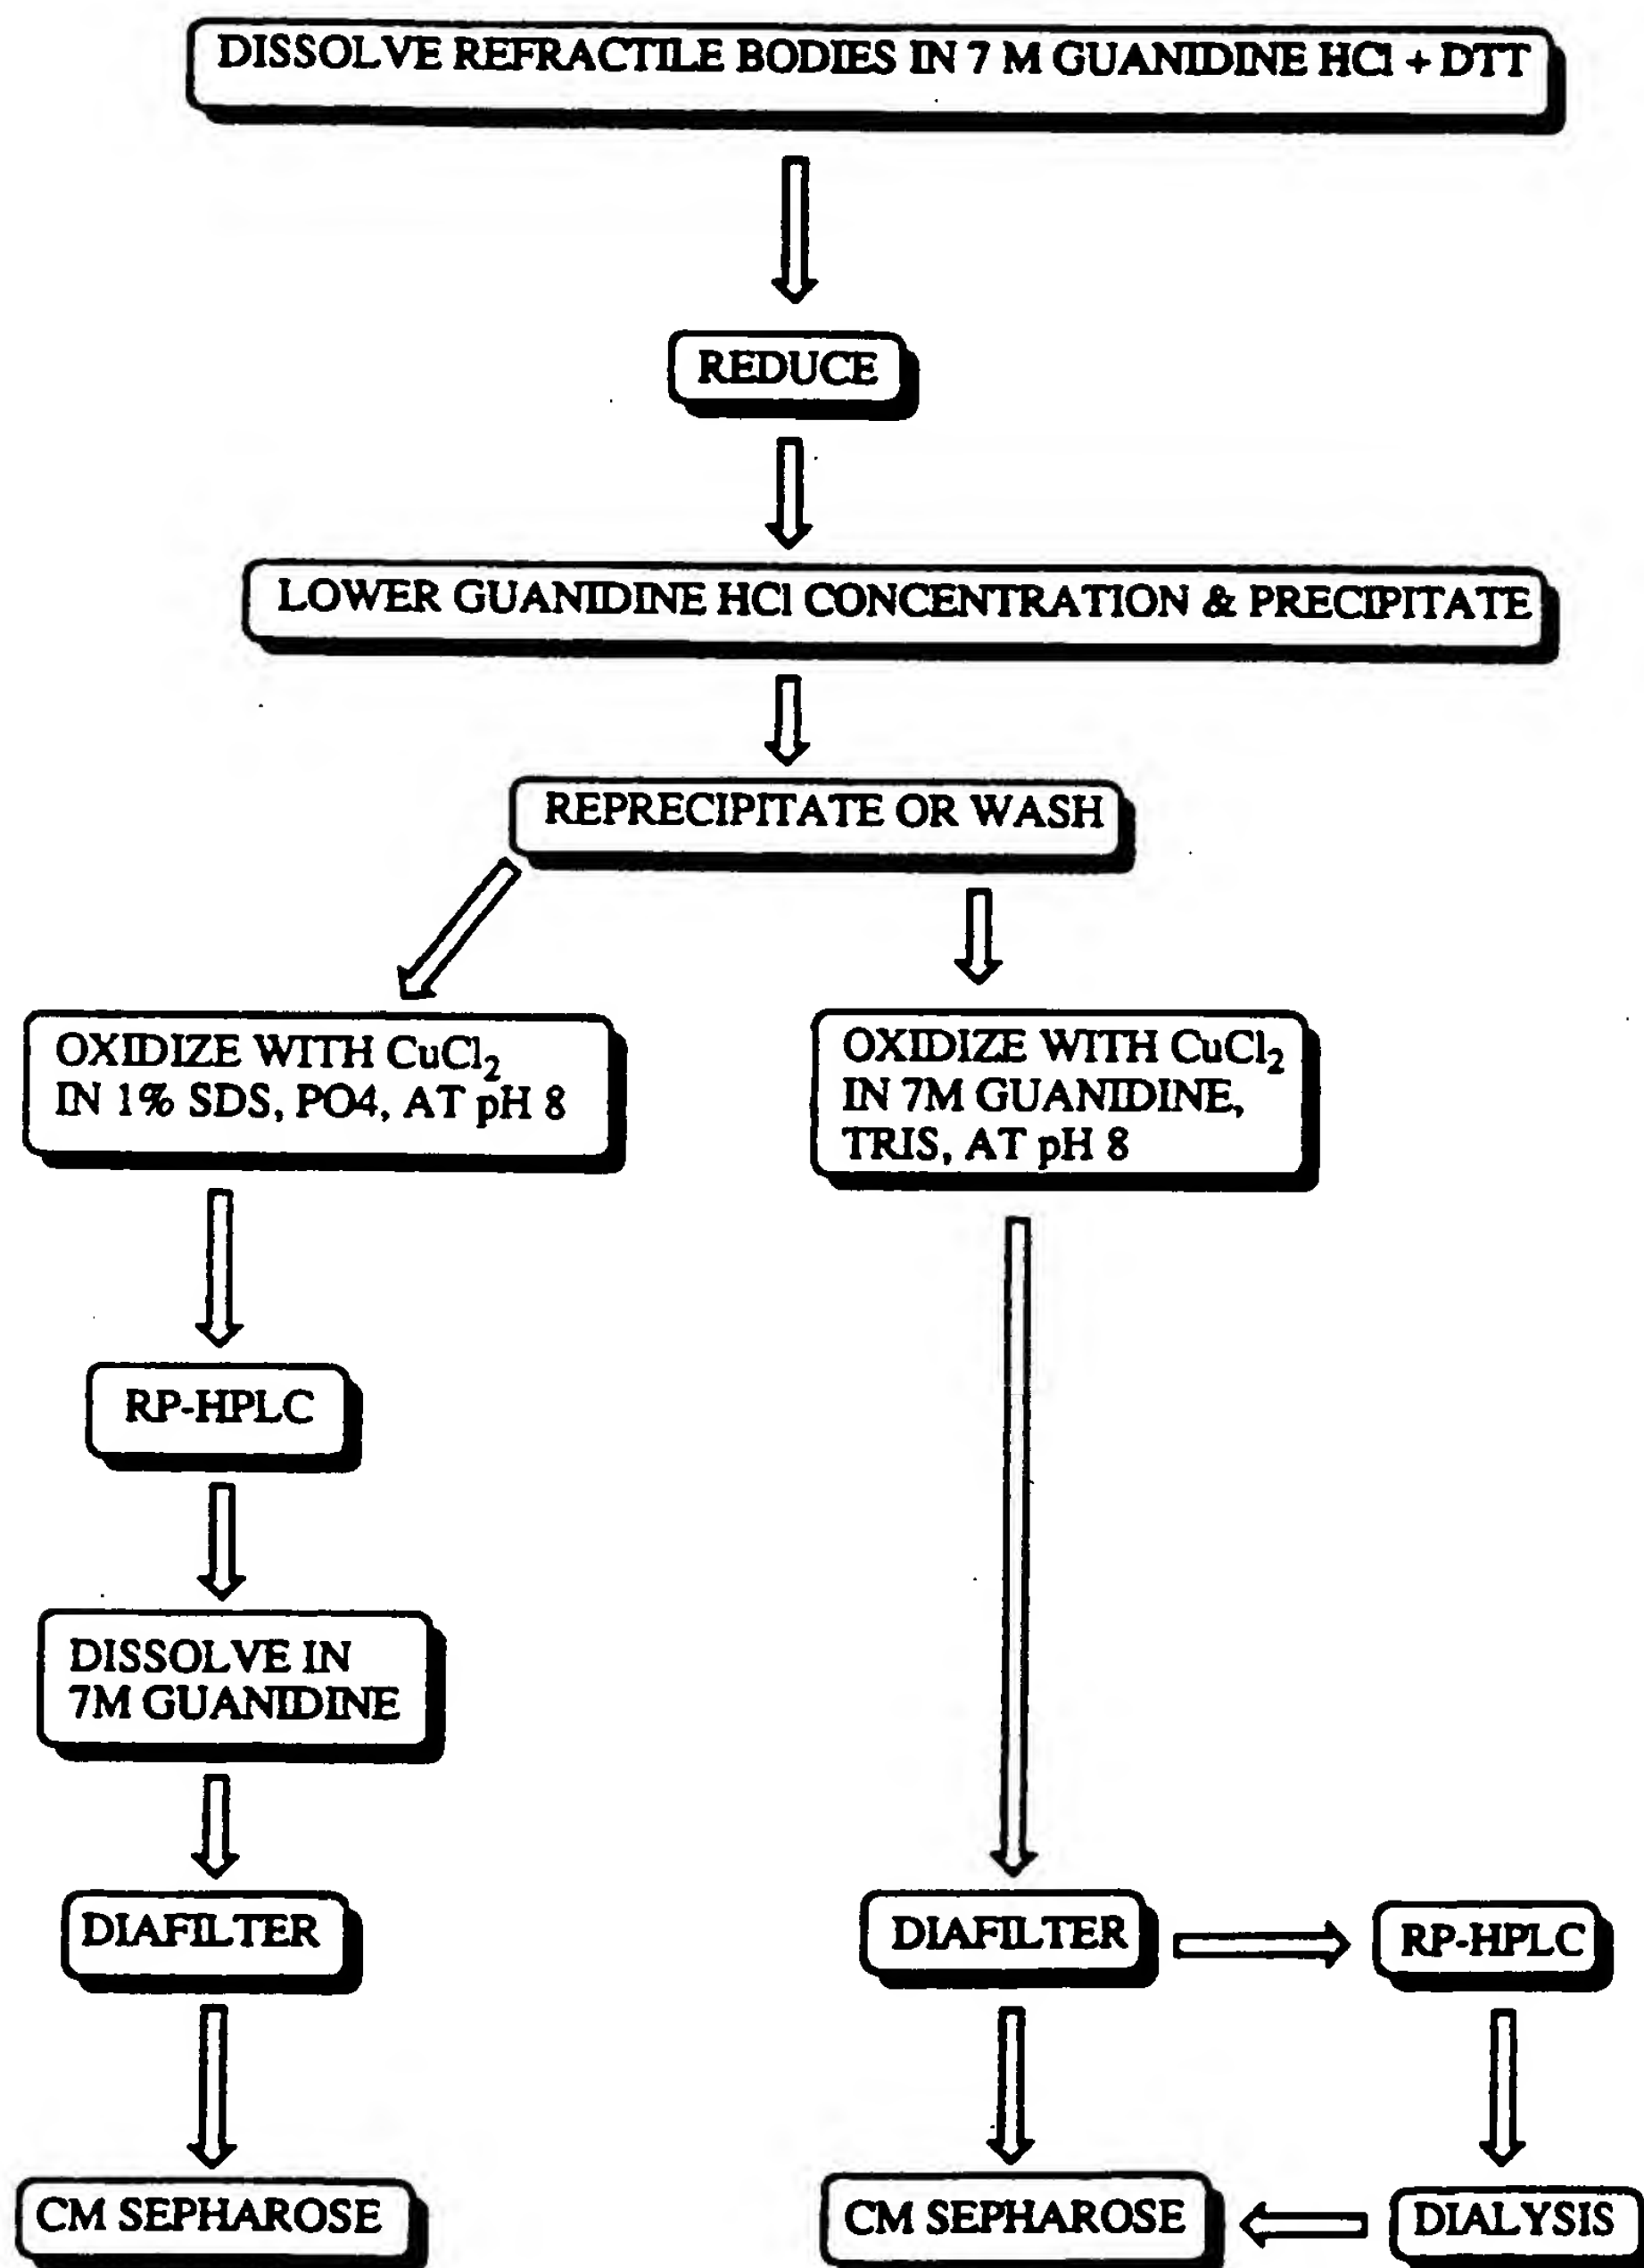 DISSOLVE REFRACTILE BODIES IN 7 M GUANIDINE HCl + DTT
REDUCE
LOWER GUANIDINE HCl CONCENTRATION & PRECIPITATE
REPRECIPITATE OR WASH
OXIDIZE WITH CuCl₂
IN 1% SDS, PO4, AT pH 8
OXIDIZE WITH CuCl₂
IN 7M GUANIDINE,
TRIS, AT pH 8
RP-HPLC
DISSOLVE IN
7M GUANIDINE
DIAFILTER
DIAFILTER
RP-HPLC
CM SEPHAROSE
CM SEPHAROSE
DIALYSIS